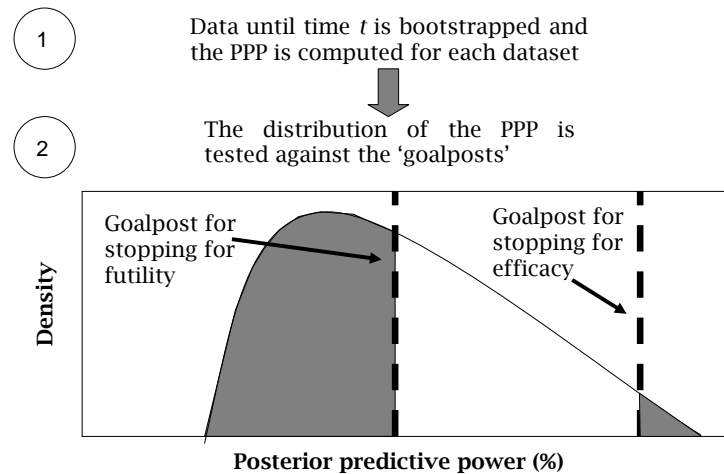 1
Data until time t is bootstrapped and
the PPP is computed for each dataset
2
The distribution of the PPP is
tested against the ‘goalposts’
Goalpost for
stopping for
futility
Goalpost for
stopping for
efficacy
Density
Posterior predictive power (%)